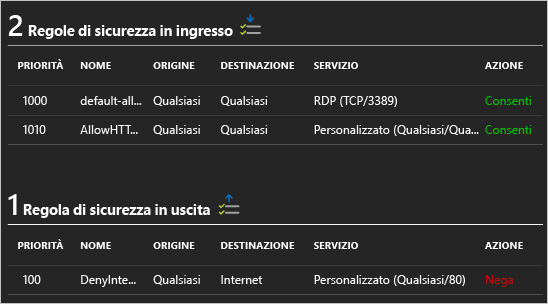 2 Regole di sicurezza in ingresso
PRIORITÀ NOME ORIGINE DESTINAZIONE SERVIZIO AZIONE
1000 default-all... Qualsiasi Qualsiasi RDP (TCP/3389) Consenti
1010 AllowHTT... Qualsiasi Qualsiasi Personalizzato (Qualsiasi/Qua... Consenti
1 Regola di sicurezza in uscita
PRIORITÀ NOME ORIGINE DESTINAZIONE SERVIZIO AZIONE
100 DenyInte... Qualsiasi Internet Personalizzato (Qualsiasi/80) Nega